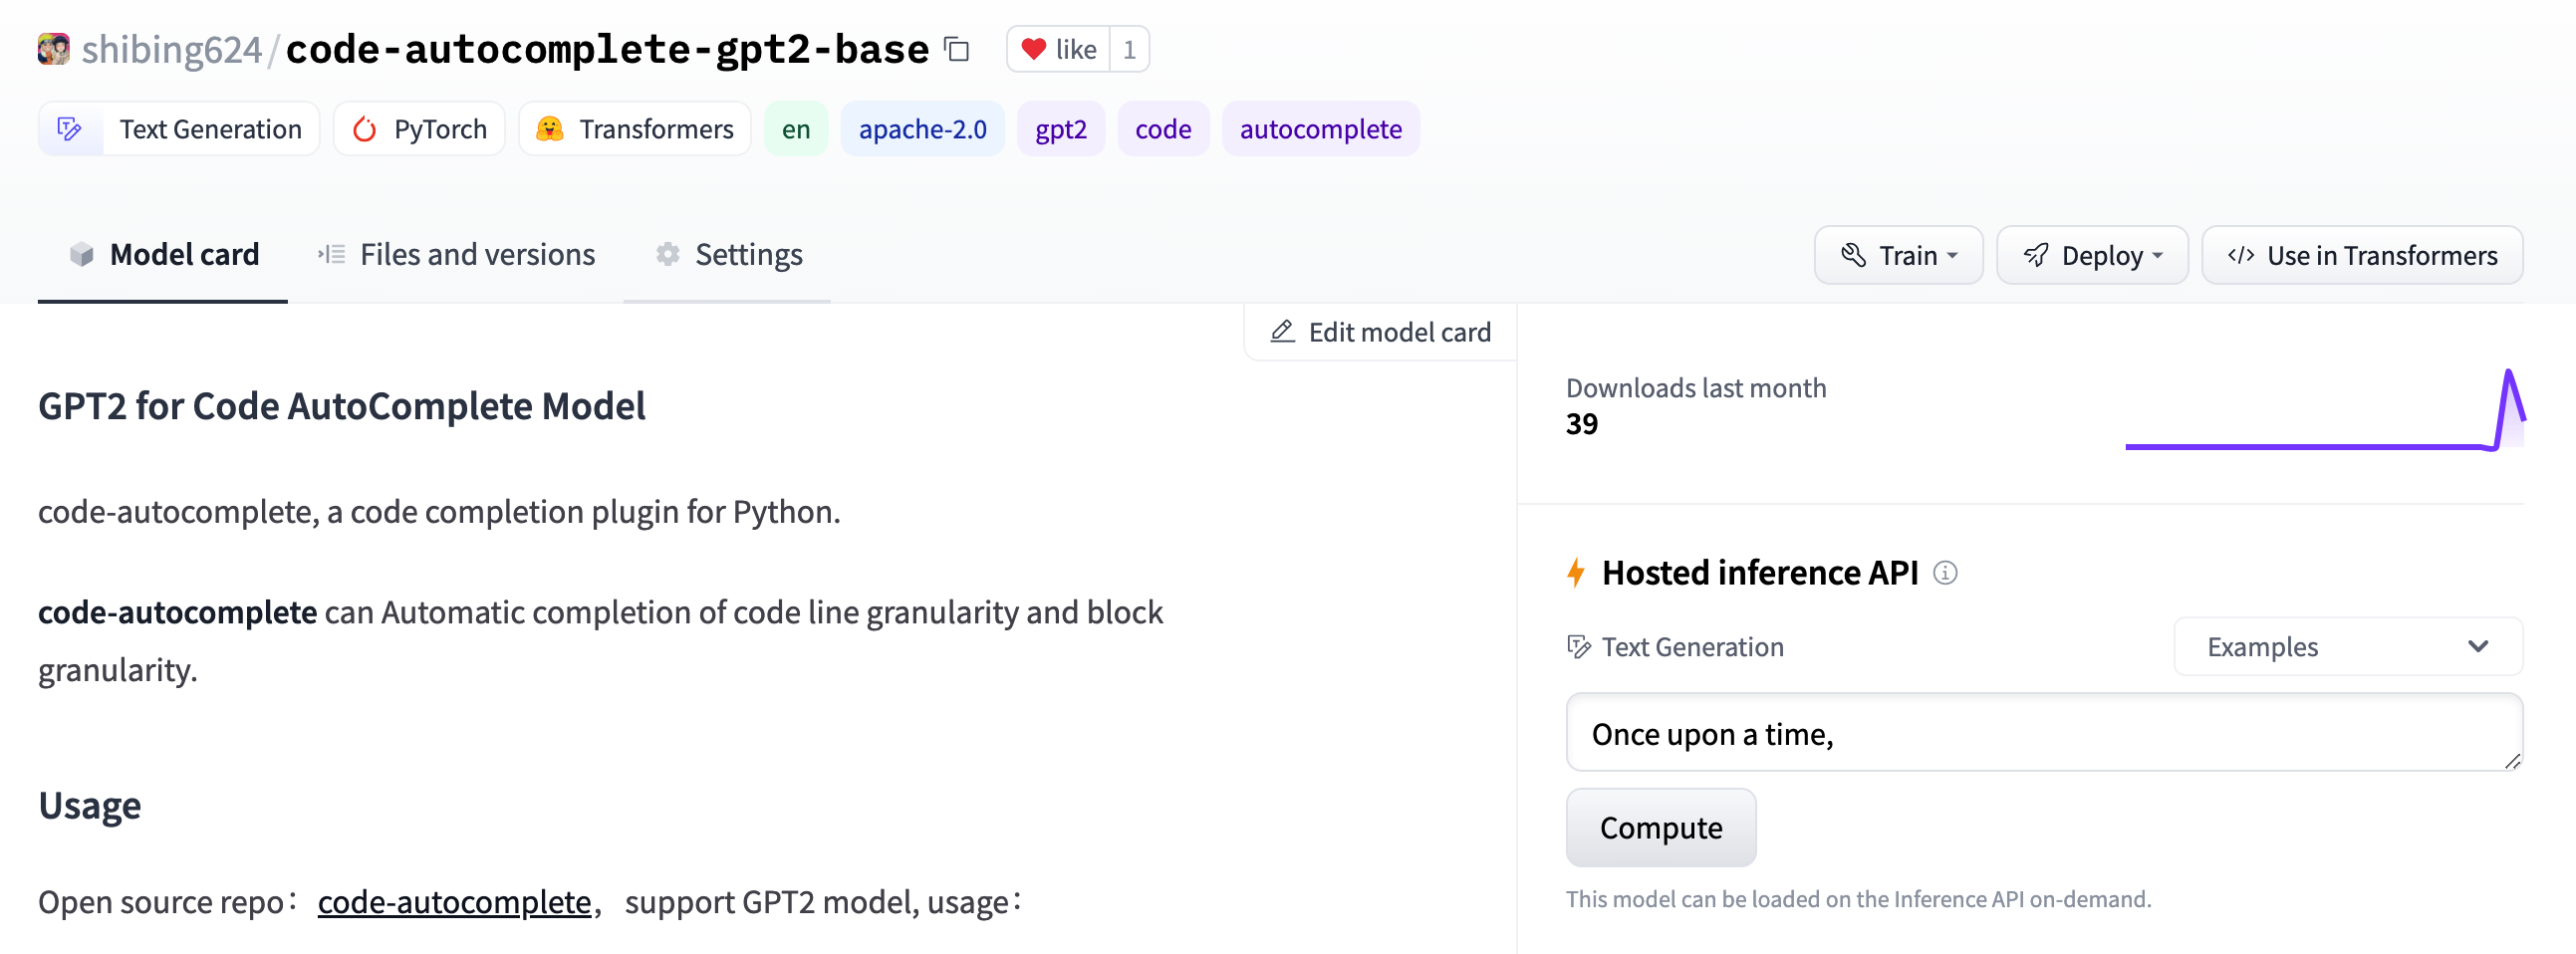 shibing624/code-autocomplete-gpt2-base like 1
Text Generation PyTorch Transformers en apache-2.0 gpt2 code autocomplete
Model card Files and versions Settings Train Deploy </> Use in Transformers
Edit model card
GPT2 for Code AutoComplete Model
code-autocomplete, a code completion plugin for Python.
code-autocomplete can Automatic completion of code line granularity and block
granularity.
Usage
Open source repo：code-autocomplete，support GPT2 model, usage：
Downloads last month
39
Hosted inference API
Text Generation Examples
Once upon a time,
Compute
This model can be loaded on the Inference API on-demand.